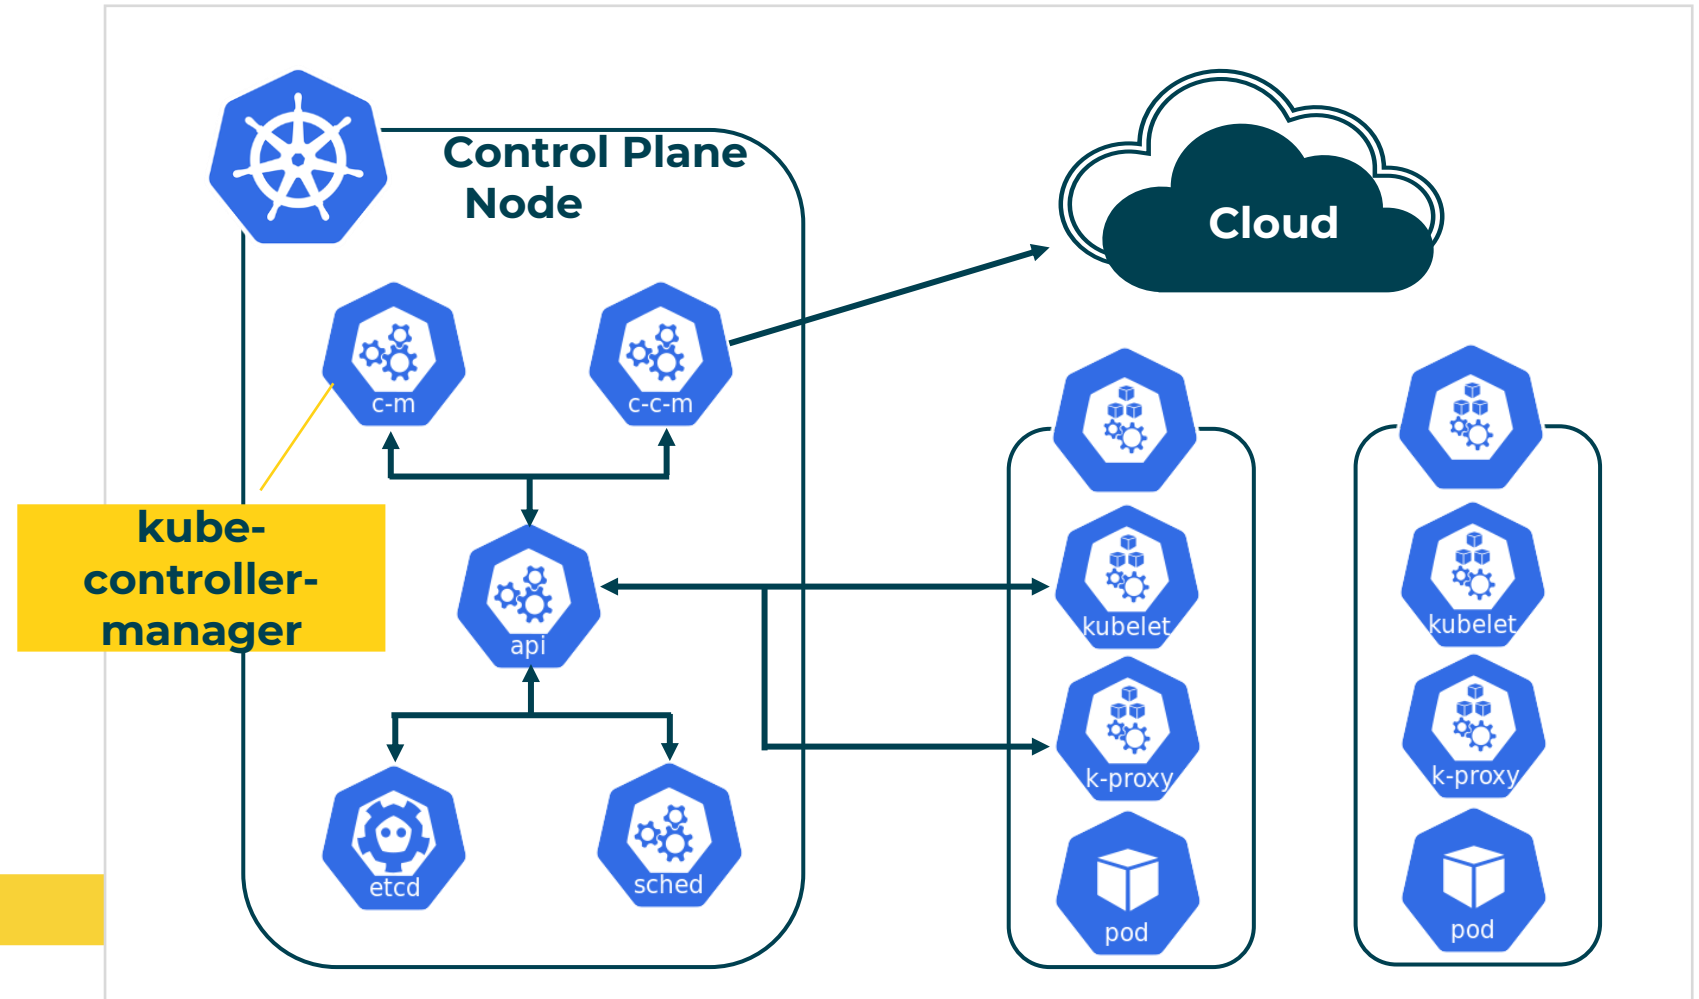 Control Plane
Node
Cloud
c-m
c-c-m
kube-
controller-
manager
api
etcd
sched
kubelet
k-proxy
pod
kubelet
k-proxy
pod